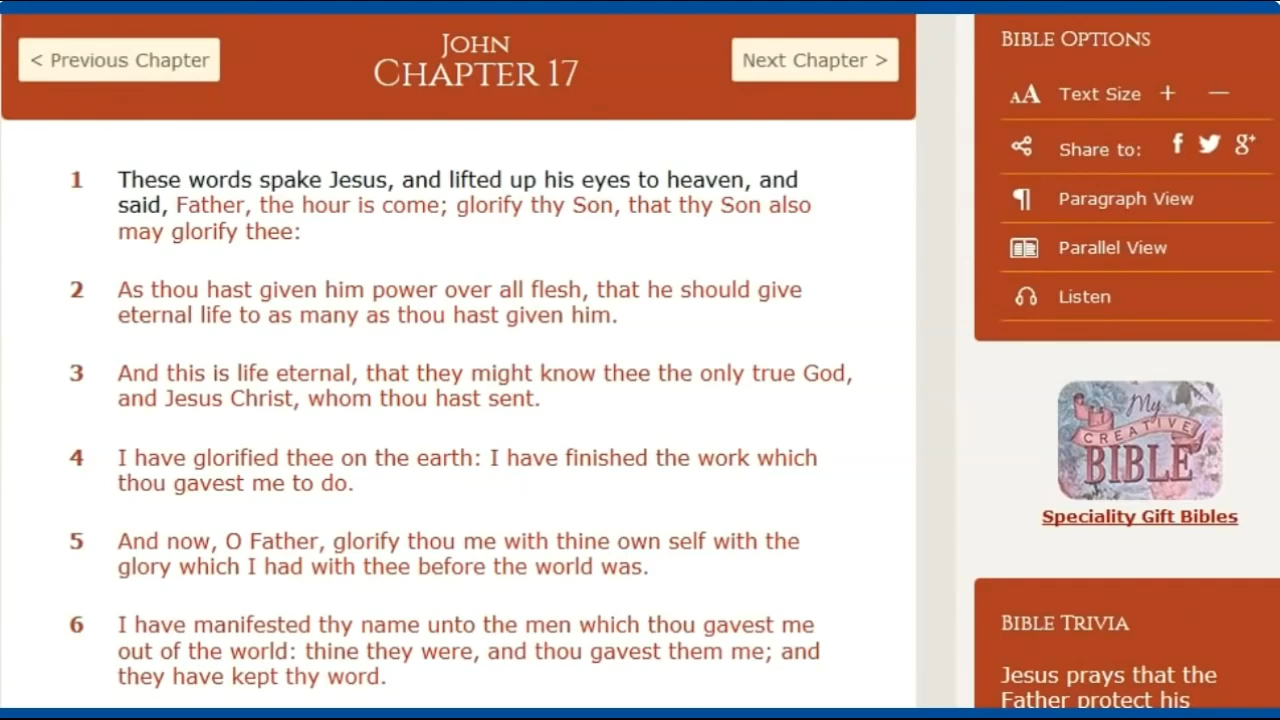 < Previous Chapter
John
Chapter 17
Next Chapter >
1 These words spake Jesus, and lifted up his eyes to heaven, and
said, Father, the hour is come; glorify thy Son, that thy Son also
may glorify thee:
2 As thou hast given him power over all flesh, that he should give
eternal life to as many as thou hast given him.
3 And this is life eternal, that they might know thee the only true God,
and Jesus Christ, whom thou hast sent.
4 I have glorified thee on the earth: I have finished the work which
thou gavest me to do.
5 And now, O Father, glorify thou me with thine own self with the
glory which I had with thee before the world was.
6 I have manifested thy name unto the men which thou gavest me
out of the world: thine they were, and thou gavest them me; and
they have kept thy word.
Bible Options
AA Text Size + —
Share to: f g+
¶ Paragraph View
Parallel View
Listen
My
CREATIVE
BIBLE
Speciality Gift Bibles
Bible Trivia
Jesus prays that the
Father protect his